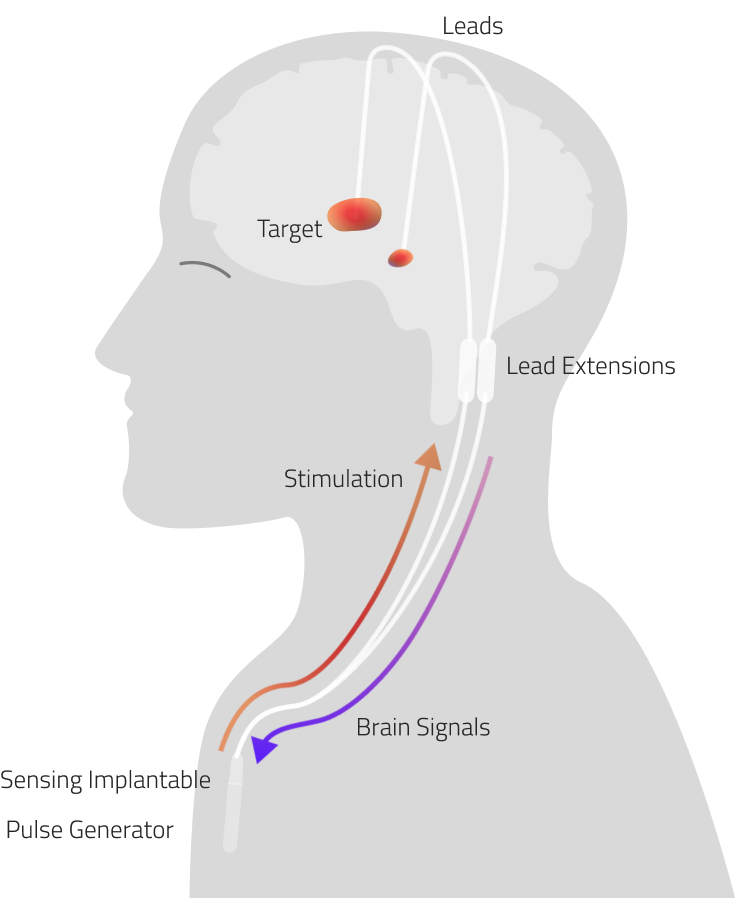 Leads
Target
Lead Extensions
Stimulation
Brain Signals
Sensing Implantable
Pulse Generator